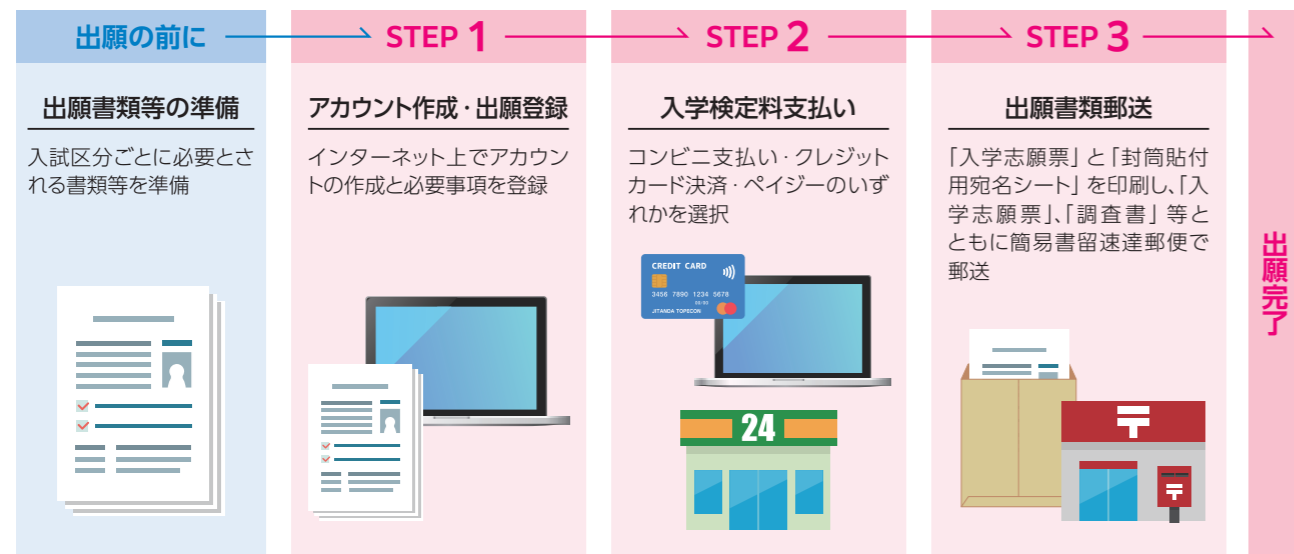 出願の前に
出願書類等の準備
入試区分ごとに必要とさ
れる書類等を準備
STEP 1
アカウント作成・出願登録
インターネット上でアカウン
トの作成と必要事項を登録
STEP 2
入学検定料支払い
コンビニ支払い・クレジット
カード決済・ペイジーのいず
れかを選択
CREDIT CARD
3456 7890 1234 5678
JITANDA TOPECON
24
STEP 3
出願書類郵送
「入学志願票」と「封筒貼付
用宛名シート」を印刷し、「入
学志願票」、「調査書」等と
ともに簡易書留速達郵便で
郵送
〒
〒
出願完了